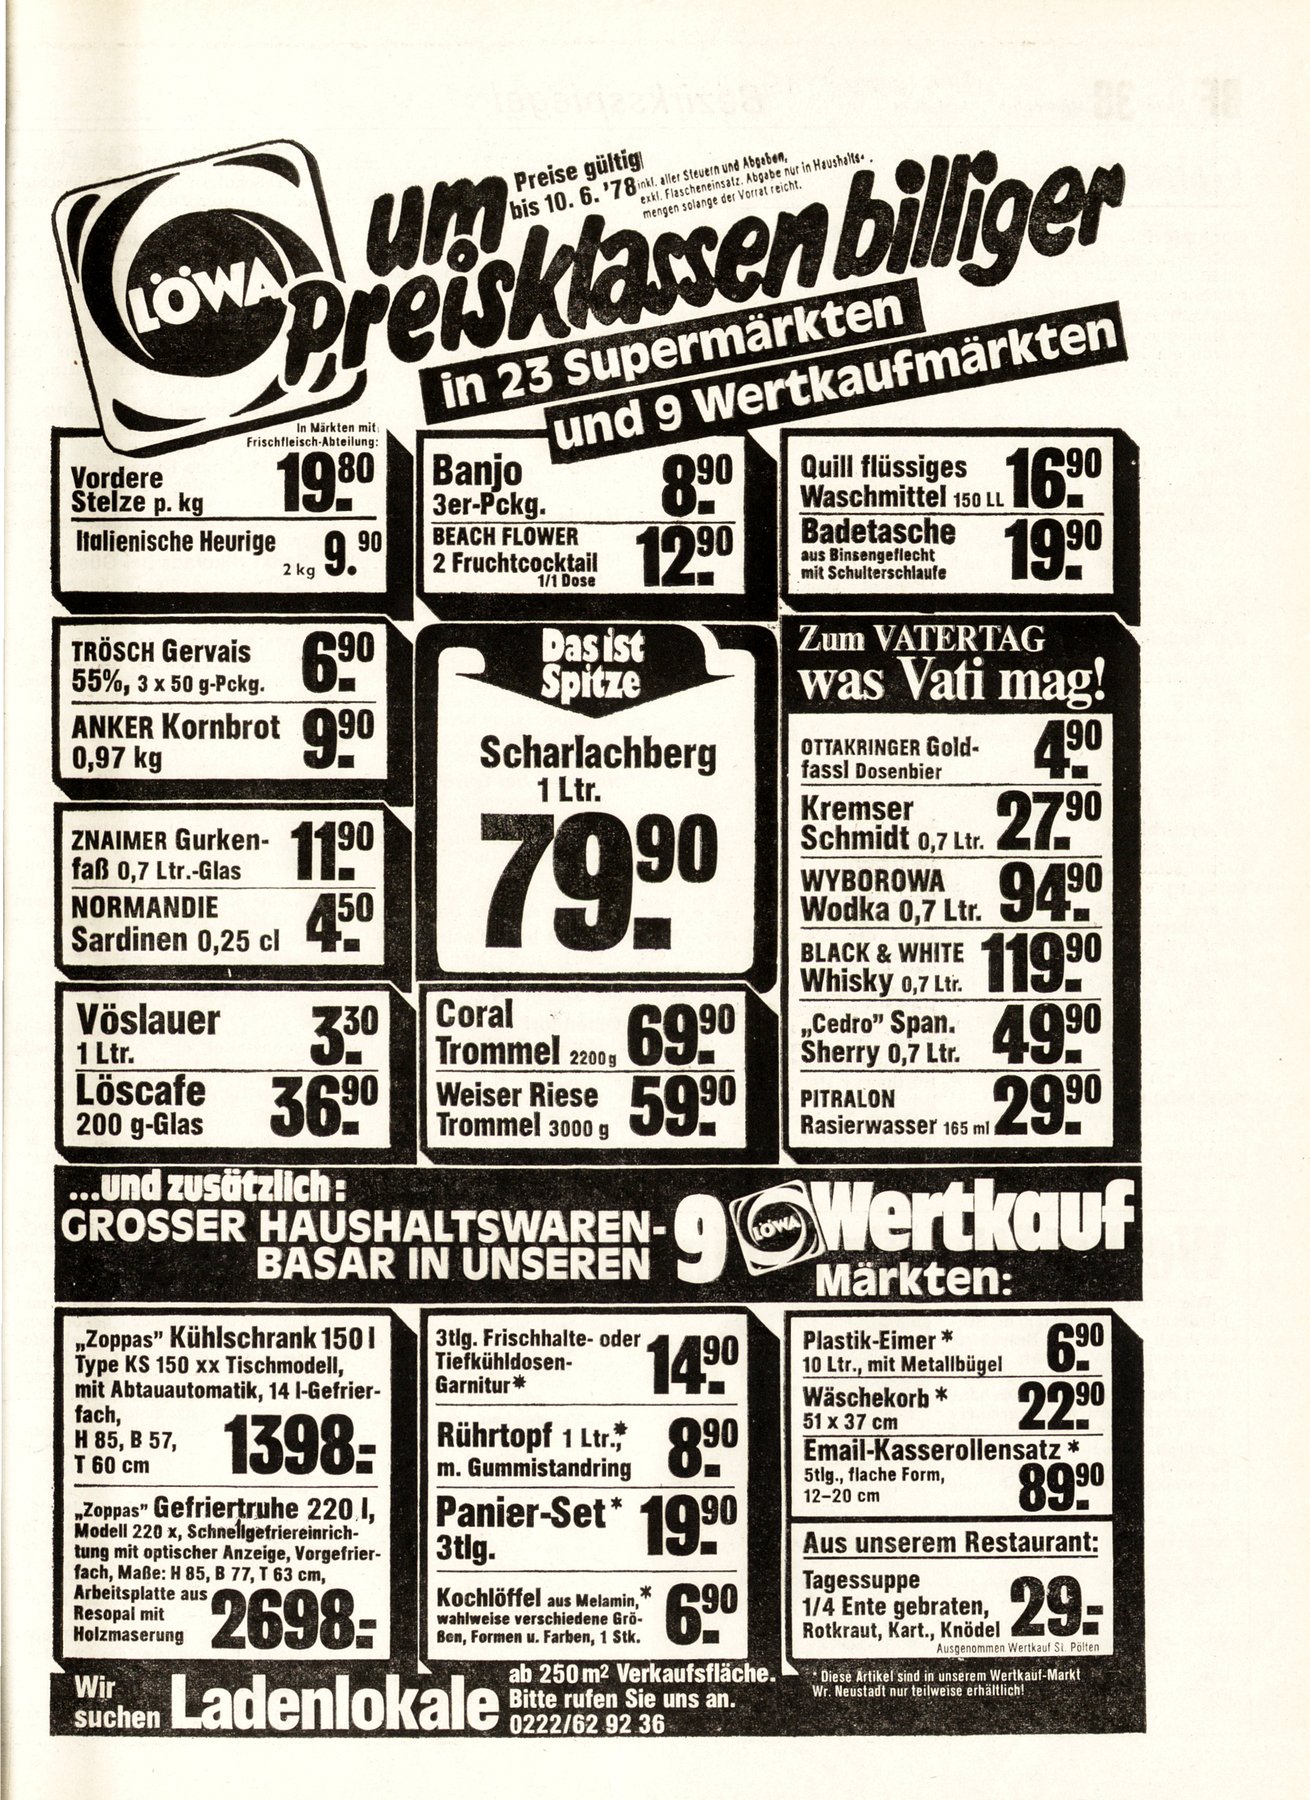 LÖWA
um
Preise gültig
bis 10. 6. '78
inkl. aller Steuern und Abgaben,
exkl. Flascheneinsatz. Abgabe nur in Haushalts-
mengen solange der Vorrat reicht.
preisklassen billiger
in 23 Supermärkten
und 9 Wertkaufmärkten
In Märkten mit
Frischfleisch-Abteilung:
Vordere
Stelze p. kg
19.80
Italienische Heurige
2 kg 9.90
Banjo
3er-Pckg.
8.90
BEACH FLOWER
2 Fruchtcocktail
1/1 Dose
12.90
Quill flüssiges
Waschmittel 150 LL
16.90
Badetasche
aus Binsengeflecht
mit Schulterschlaufe
19.90
TRÖSCH Gervais
55%, 3 x 50 g-Pckg.
6.90
ANKER Kornbrot
0,97 kg
9.90
ZNAIMER Gurken-
faß 0,7 Ltr.-Glas
11.90
NORMANDIE
Sardinen 0,25 cl
4.50
Vöslauer
1 Ltr.
3.30
Löscafe
200 g-Glas
36.90
Das ist
Spitze
Scharlachberg
1 Ltr.
79.90
Coral
Trommel 2200 g
69.90
Weiser Riese
Trommel 3000 g
59.90
Zum VATERTAG
was Vati mag!
OTTAKRINGER Gold-
fassl Dosenbier
4.90
Kremser
Schmidt 0,7 Ltr.
27.90
WYBOROWA
Wodka 0,7 Ltr.
94.90
BLACK & WHITE
Whisky 0,7 Ltr.
119.90
„Cedro” Span.
Sherry 0,7 Ltr.
49.90
PITRALON
Rasierwasser 165 ml
29.90
...und zusätzlich:
GROSSER HAUSHALTSWAREN-
BASAR IN UNSEREN
9 LÖWA Wertkauf
Märkten:
„Zoppas” Kühlschrank 150 l
Type KS 150 xx Tischmodell,
mit Abtauautomatik, 14 l-Gefrier-
fach,
H 85, B 57,
T 60 cm
1398.-
„Zoppas” Gefriertruhe 220 l,
Modell 220 x, Schnellgefriereinrich-
tung mit optischer Anzeige, Vorgefrier-
fach, Maße: H 85, B 77, T 63 cm,
Arbeitsplatte aus
Resopal mit
Holzmaserung
2698.-
3tlg. Frischhalte- oder
Tiefkühldosen-
Garnitur*
14.90
Rührtopf 1 Ltr.,*
m. Gummistandring
8.90
Panier-Set*
3tlg.
19.90
Kochlöffel aus Melamin,*
wahlweise verschiedene Grö-
ßen, Formen u. Farben, 1 Stk.
6.90
Plastik-Eimer *
10 Ltr., mit Metallbügel
6.90
Wäschekorb *
51 x 37 cm
22.90
Email-Kasserollensatz *
5tlg., flache Form,
12–20 cm
89.90
Aus unserem Restaurant:
Tagessuppe
1/4 Ente gebraten,
Rotkraut, Kart., Knödel
29.-
Ausgenommen Wertkauf St. Pölten
* Diese Artikel sind in unserem Wertkauf-Markt
Wr. Neustadt nur teilweise erhältlich!
Wir
suchen Ladenlokale
ab 250 m² Verkaufsfläche.
Bitte rufen Sie uns an.
0222/62 92 36